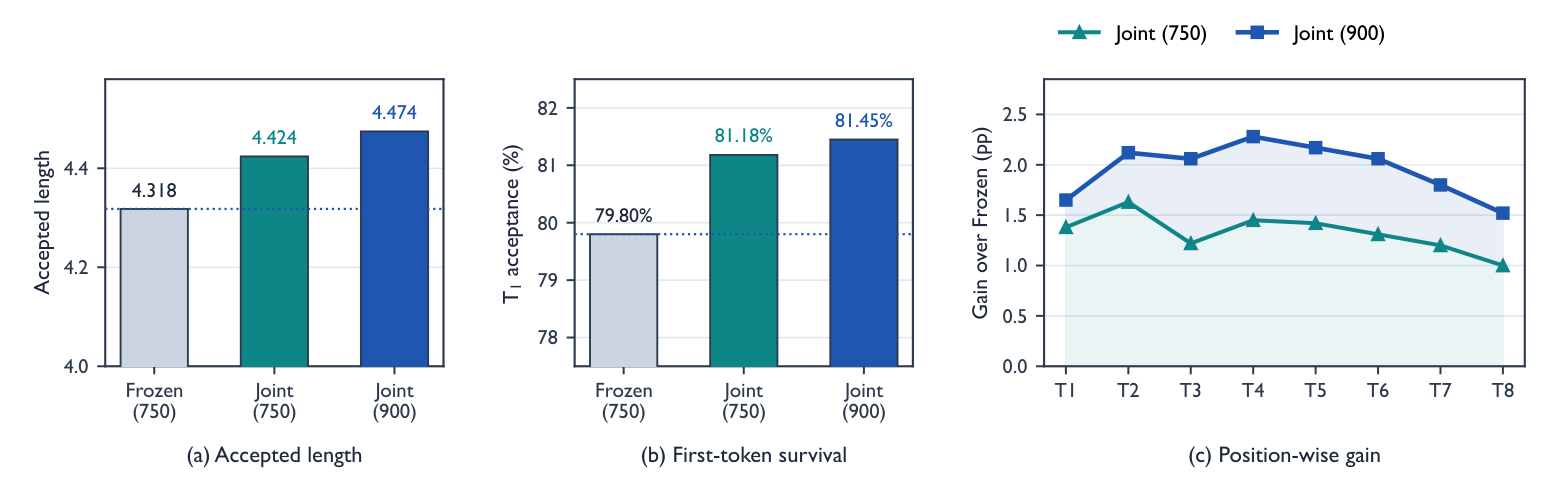 Joint (750)
Joint (900)
Accepted length
4.4
4.2
4.0
4.318
4.424
4.474
Frozen
(750)
Joint
(750)
Joint
(900)
(a) Accepted length
T1 acceptance (%)
82
81
80
79
78
79.80%
81.18%
81.45%
Frozen
(750)
Joint
(750)
Joint
(900)
(b) First-token survival
Gain over Frozen (pp)
2.5
2.0
1.5
1.0
0.5
0.0
T1 T2 T3 T4 T5 T6 T7 T8
(c) Position-wise gain